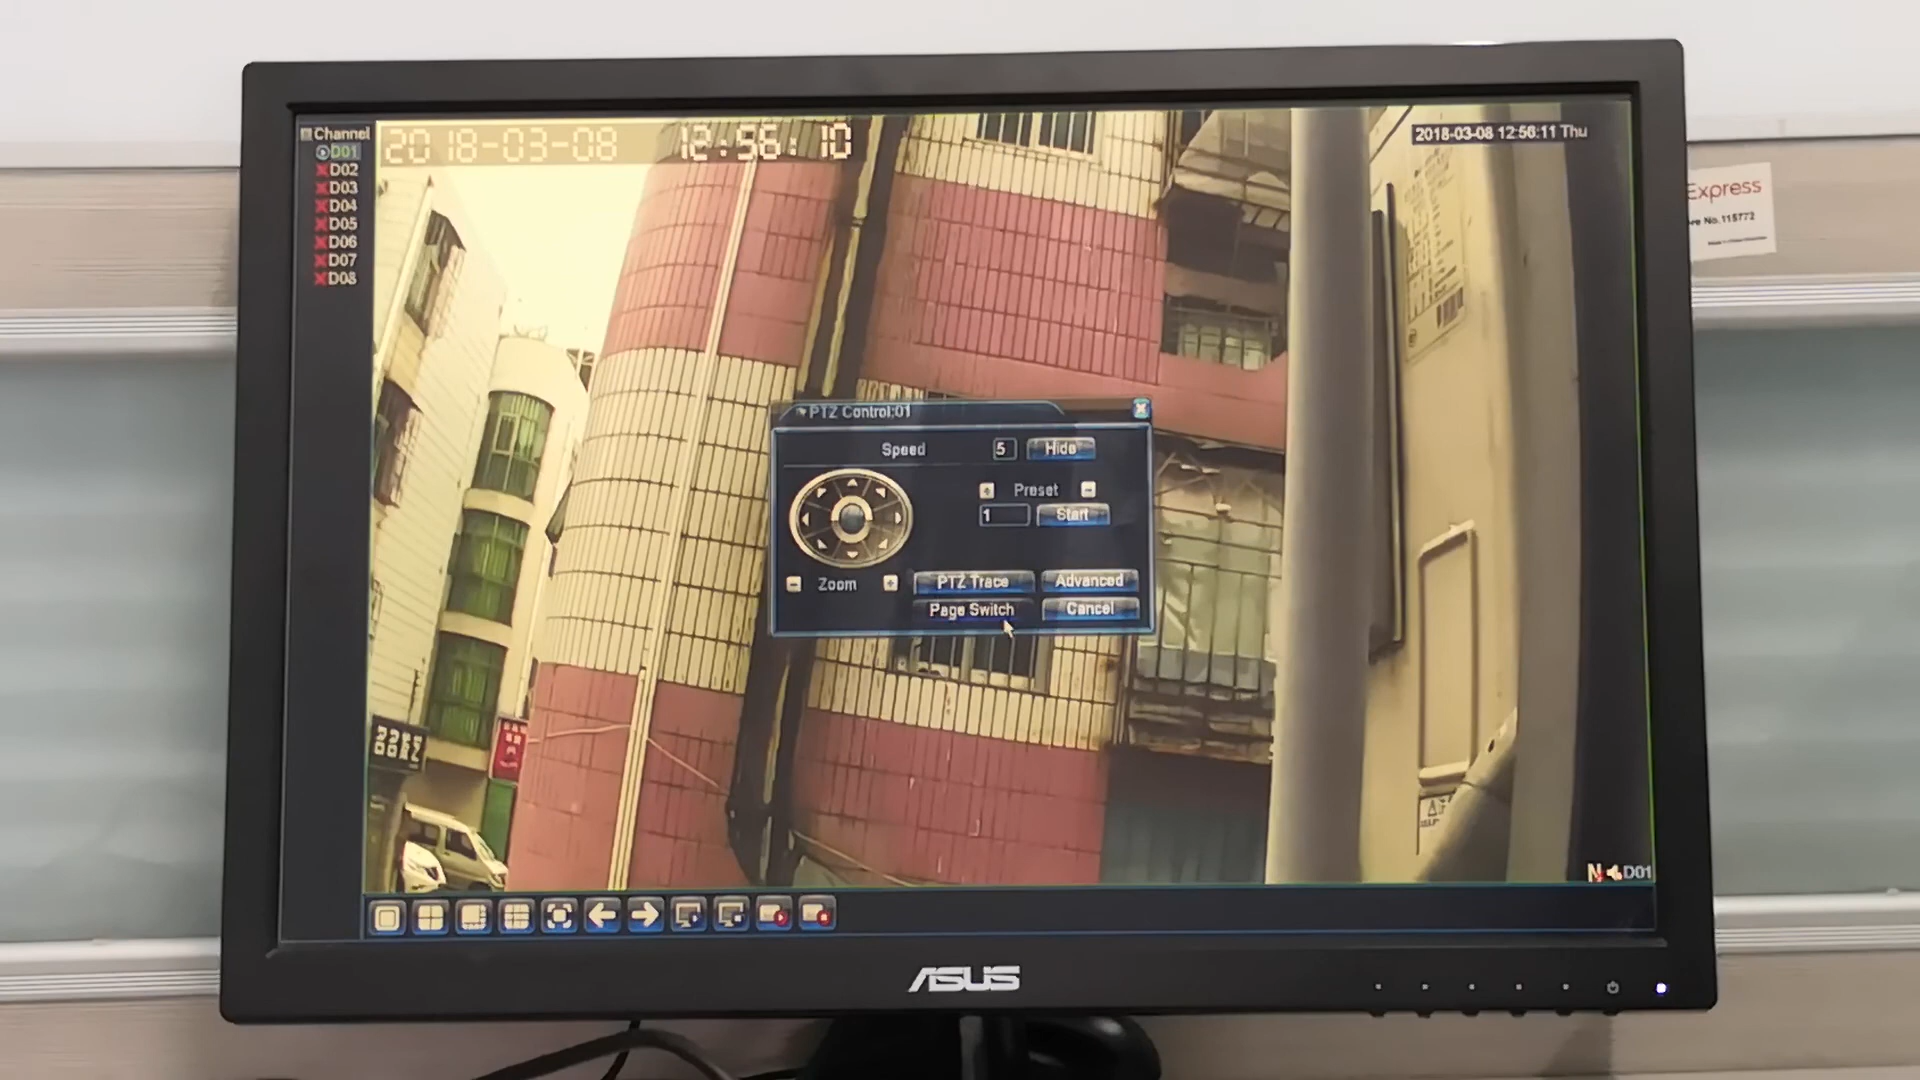 Channel
D01
D02
D03
D04
D05
D06
D07
D08
2018-03-08 12:56:10
2018-03-08 12:56:11 Thu
Express
No.115772
PTZ Control:01
Speed 5 Hide
Preset
1 Start
Zoom
PTZ Trace Advanced
Page Switch Cancel
D01
ASUS